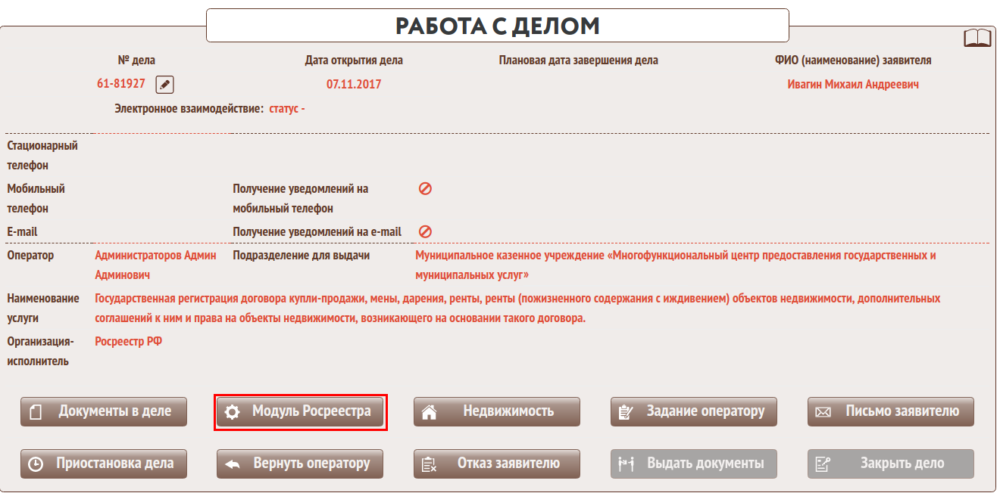 РАБОТА С ДЕЛОМ
№ дела Дата открытия дела Плановая дата завершения дела ФИО (наименование) заявителя
61-81927 07.11.2017 Ивагин Михаил Андреевич
Электронное взаимодействие: статус -
Стационарный
телефон
Мобильный Получение уведомлений на
телефон мобильный телефон
E-mail Получение уведомлений на e-mail
Оператор Администраторов Админ Подразделение для выдачи Муниципальное казенное учреждение «Многофункциональный центр предоставления государственных и
Админович муниципальных услуг»
Наименование Государственная регистрация договора купли-продажи, мены, дарения, ренты, ренты (пожизненного содержания с иждивением) объектов недвижимости, дополнительных
услуги соглашений к ним и права на объекты недвижимости, возникающего на основании такого договора.
Организация- Росреестр РФ
исполнитель
Документы в деле Модуль Росреестра Недвижимость Задание оператору Письмо заявителю
Приостановка дела Вернуть оператору Отказ заявителю Выдать документы Закрыть дело